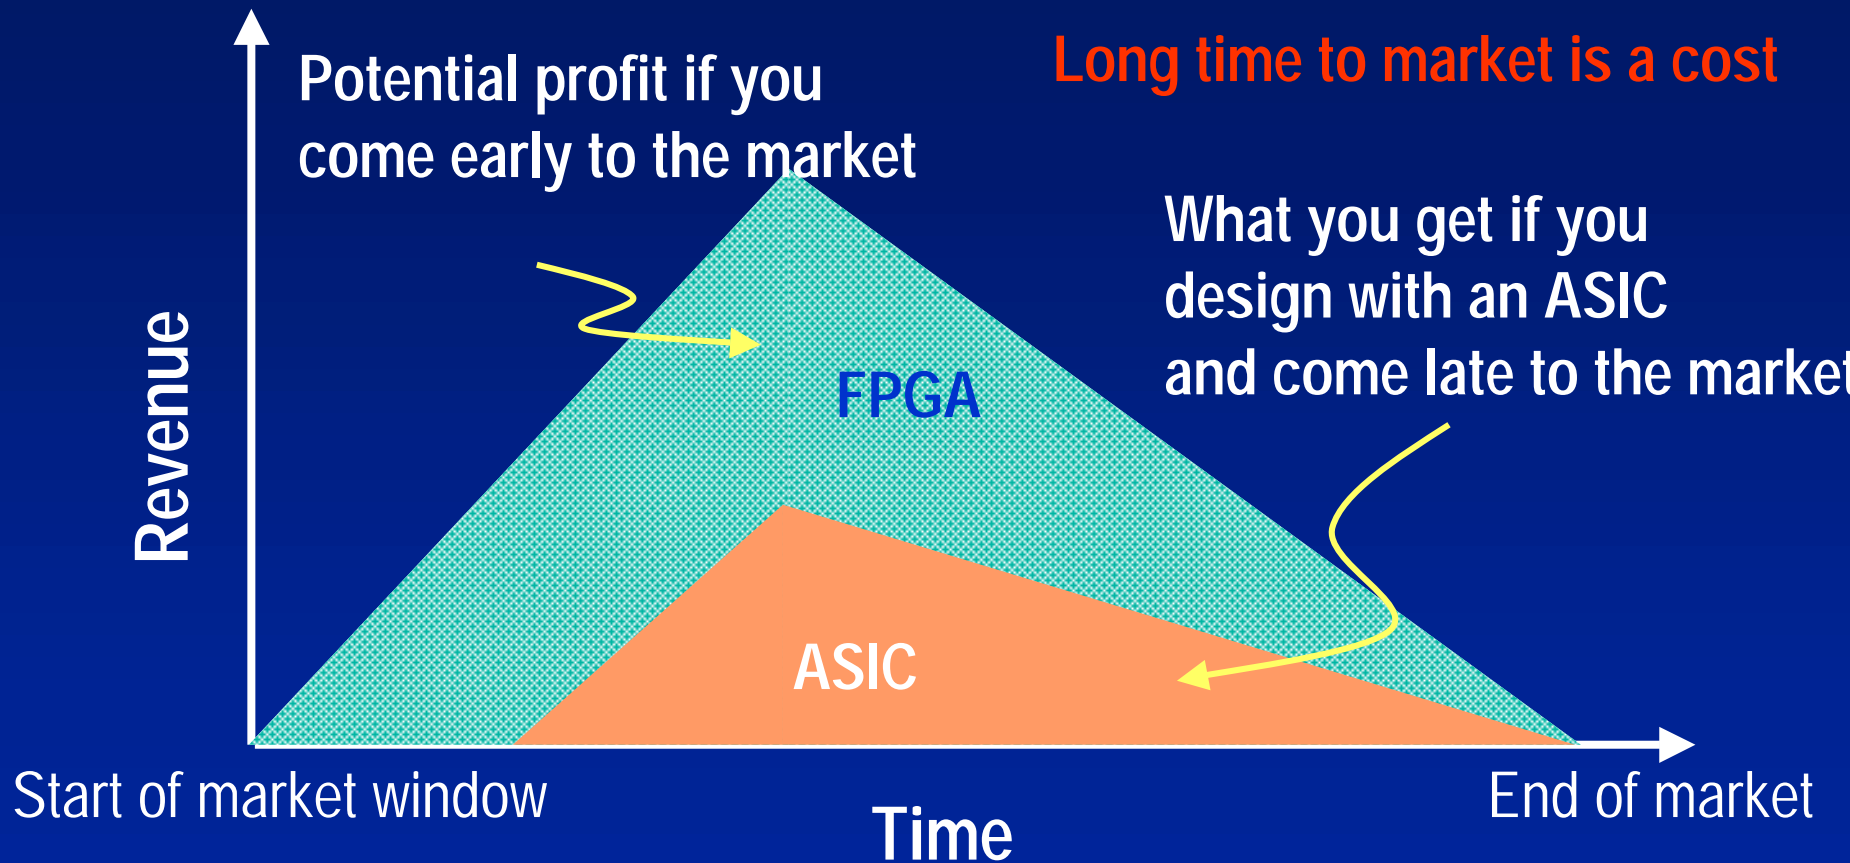 Long time to market is a cost
Potential profit if you
come early to the market
What you get if you
design with an ASIC
and come late to the market
Revenue
FPGA
ASIC
Start of market window
End of market
Time